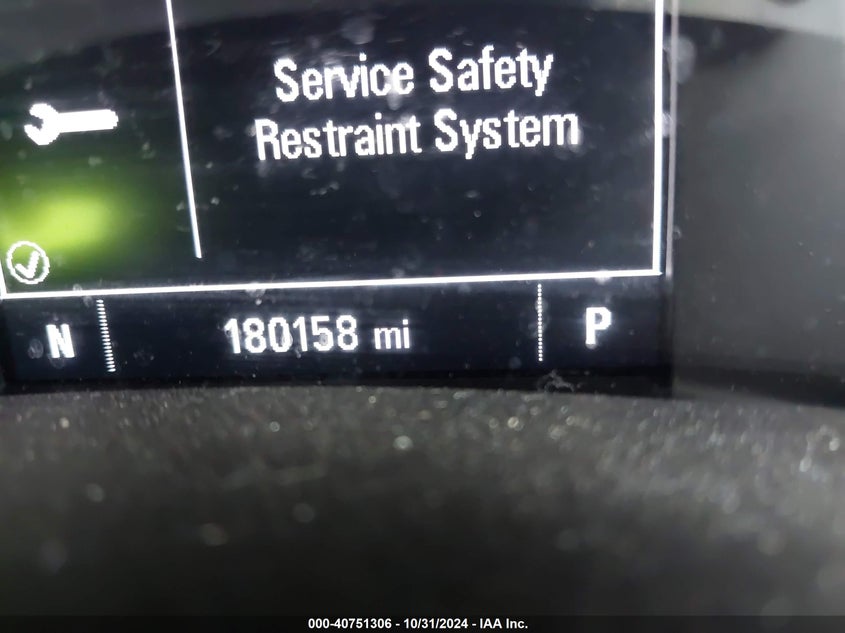 Service Safety
Restraint System
N 180158 mi P
000-40751306 - 10/31/2024 - IAA Inc.